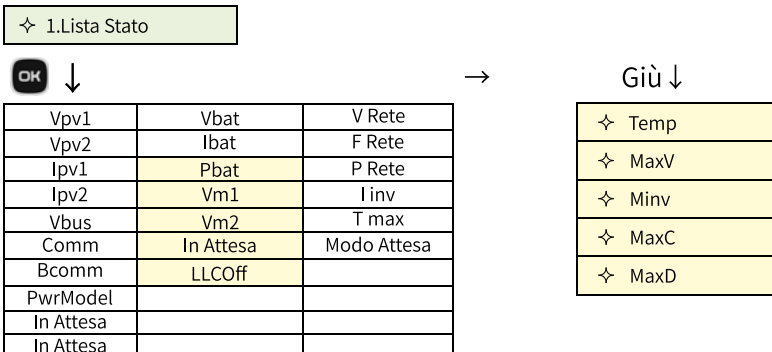 ✧ 1.Lista Stato
OK ↓ → Giù ↓
Vpv1 Vbat V Rete
Vpv2 Ibat F Rete
Ipv1 Pbat P Rete
Ipv2 Vm1 I inv
Vbus Vm2 T max
Comm In Attesa Modo Attesa
Bcomm LLCOff
PwrModel
In Attesa
In Attesa
✧ Temp
✧ MaxV
✧ Minv
✧ MaxC
✧ MaxD